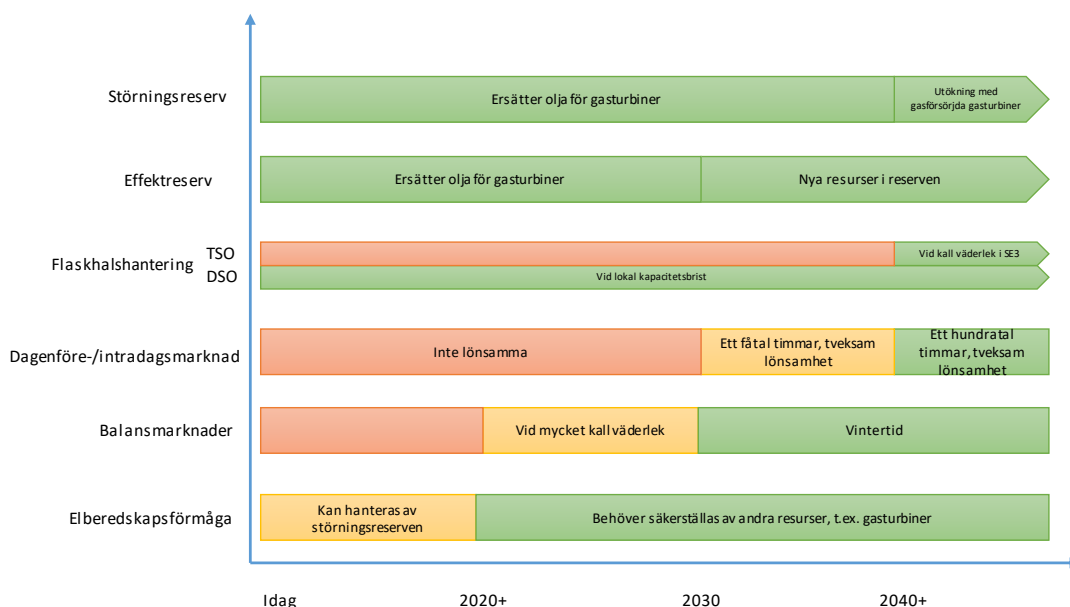 Störningsreserv
Ersätter olja för gasturbiner
Utökning med
gasförsörjda gasturbiner
Effektreserv
Ersätter olja för gasturbiner
Nya resurser i reserven
Flaskhalshantering
TSO
DSO
Vid kall väderlek i SE3
Vid lokal kapacitetsbrist
Dagenföre-/intradagsmarknad
Inte lönsamma
Ett fåtal timmar, tveksam
lönsamhet
Ett hundratal
timmar, tveksam
lönsamhet
Balansmarknader
Vid mycket kall väderlek
Vintertid
Elberedskapsförmåga
Kan hanteras av
störningsreserven
Behöver säkerställas av andra resurser, t.ex. gasturbiner
Idag
2020+
2030
2040+